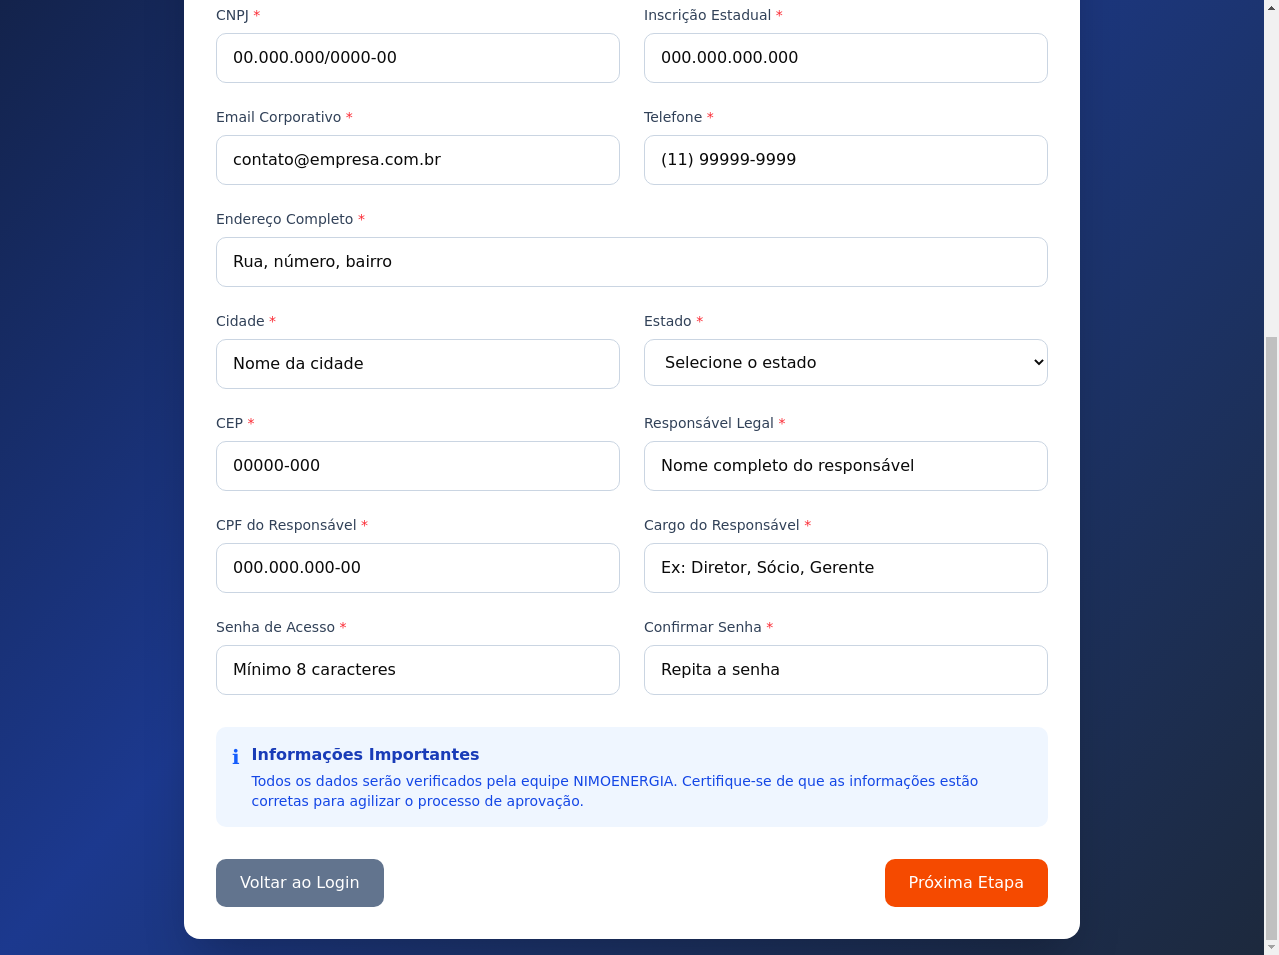 CNPJ *
Inscrição Estadual *
00.000.000/0000-00
000.000.000.000
Email Corporativo *
Telefone *
contato@empresa.com.br
(11) 99999-9999
Endereço Completo *
Rua, número, bairro
Cidade *
Estado *
Nome da cidade
Selecione o estado
CEP *
Responsável Legal *
00000-000
Nome completo do responsável
CPF do Responsável *
Cargo do Responsável *
000.000.000-00
Ex: Diretor, Sócio, Gerente
Senha de Acesso *
Confirmar Senha *
Mínimo 8 caracteres
Repita a senha
ℹ Informações Importantes
Todos os dados serão verificados pela equipe NIMOENERGIA. Certifique-se de que as informações estão
corretas para agilizar o processo de aprovação.
Voltar ao Login
Próxima Etapa